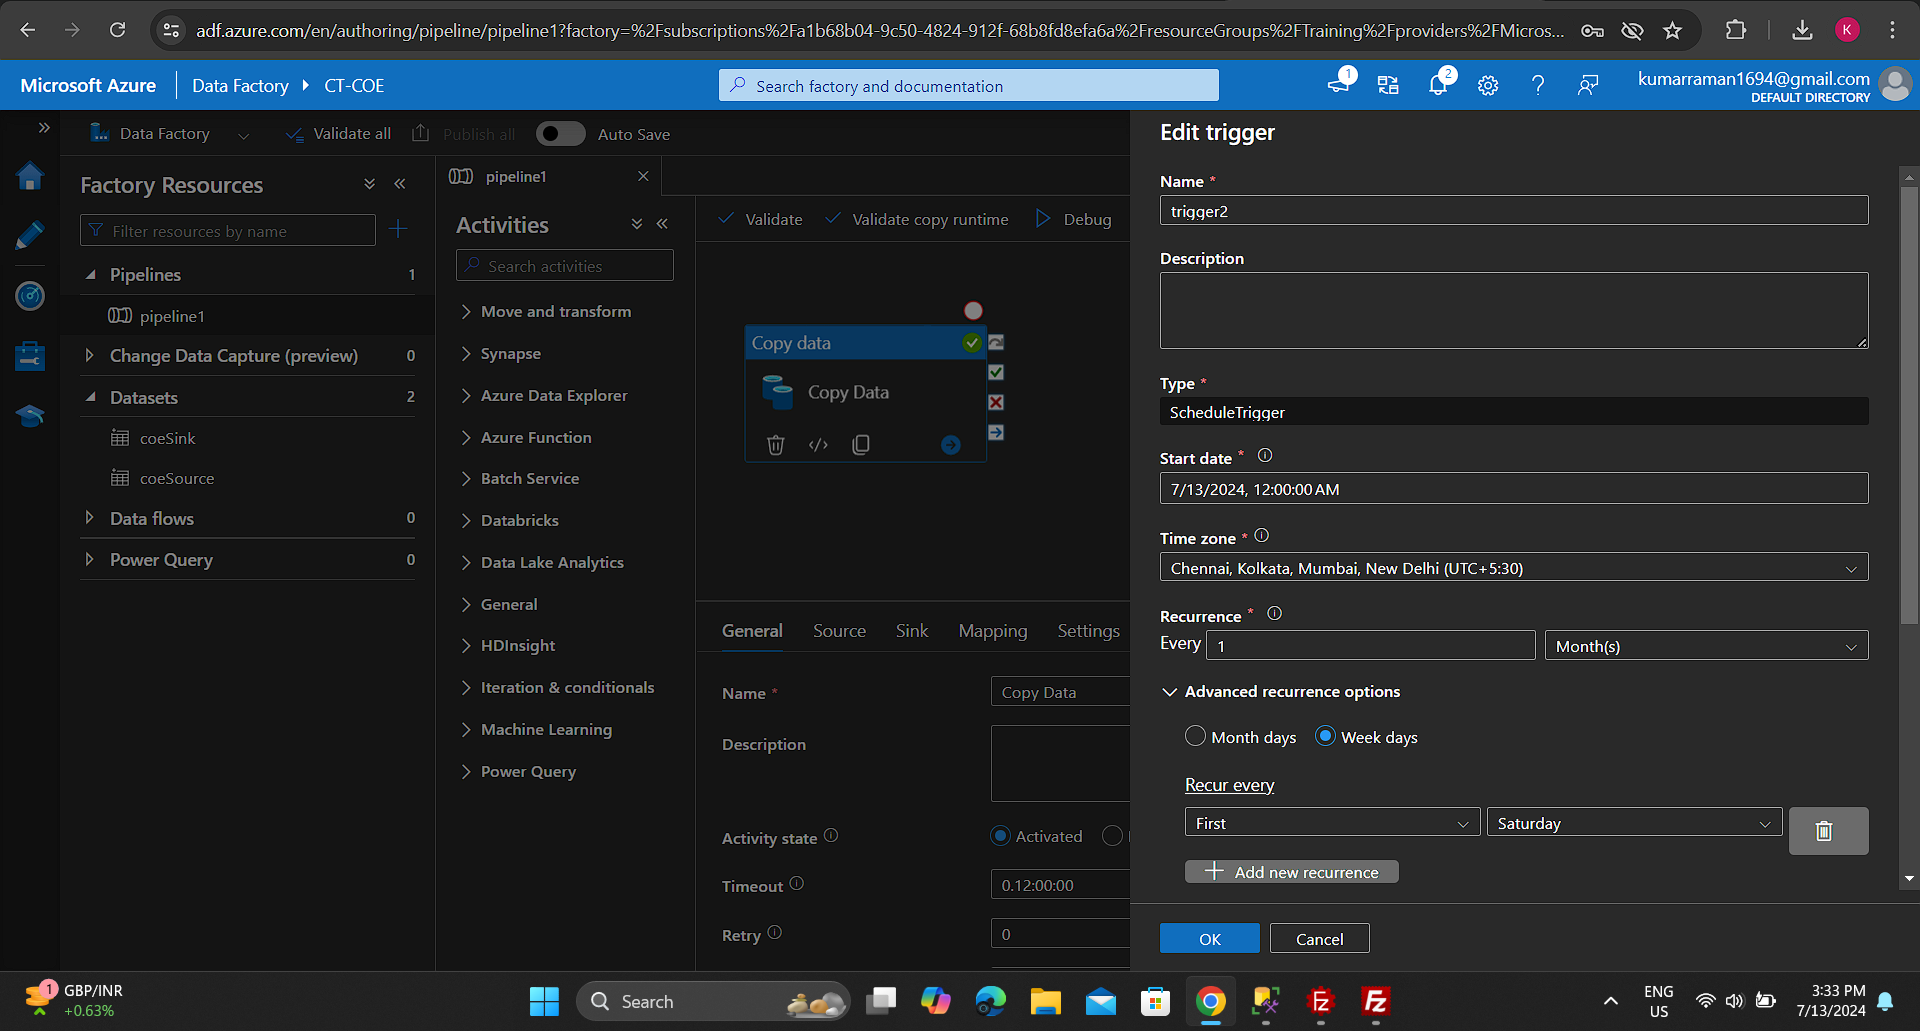 adf.azure.com/en/authoring/pipeline/pipeline1?factory=%2Fsubscriptions%2Fa1b68b04-9c50-4824-912f-68b8fd8efa6a%2FresourceGroups%2FTraining%2Fproviders%2FMicros...
K
Microsoft Azure
Data Factory
CT-COE
Search factory and documentation
1
2
kumarraman1694@gmail.com
DEFAULT DIRECTORY
Data Factory
Validate all
Publish all
Auto Save
Factory Resources
Filter resources by name
Pipelines 1
pipeline1
Change Data Capture (preview) 0
Datasets 2
coeSink
coeSource
Data flows 0
Power Query 0
pipeline1
Activities
Search activities
Move and transform
Synapse
Azure Data Explorer
Azure Function
Batch Service
Databricks
Data Lake Analytics
General
HDInsight
Iteration & conditionals
Machine Learning
Power Query
Validate
Validate copy runtime
Debug
Copy data
Copy Data
General
Source
Sink
Mapping
Settings
Name *
Copy Data
Description
Activity state
Activated
Timeout
0.12:00:00
Retry
0
Edit trigger
Name *
trigger2
Description
Type *
ScheduleTrigger
Start date *
7/13/2024, 12:00:00 AM
Time zone *
Chennai, Kolkata, Mumbai, New Delhi (UTC+5:30)
Recurrence *
Every 1 Month(s)
Advanced recurrence options
Month days
Week days
Recur every
First
Saturday
Add new recurrence
OK
Cancel
1
GBP/INR
+0.63%
Search
ENG
US
3:33 PM
7/13/2024